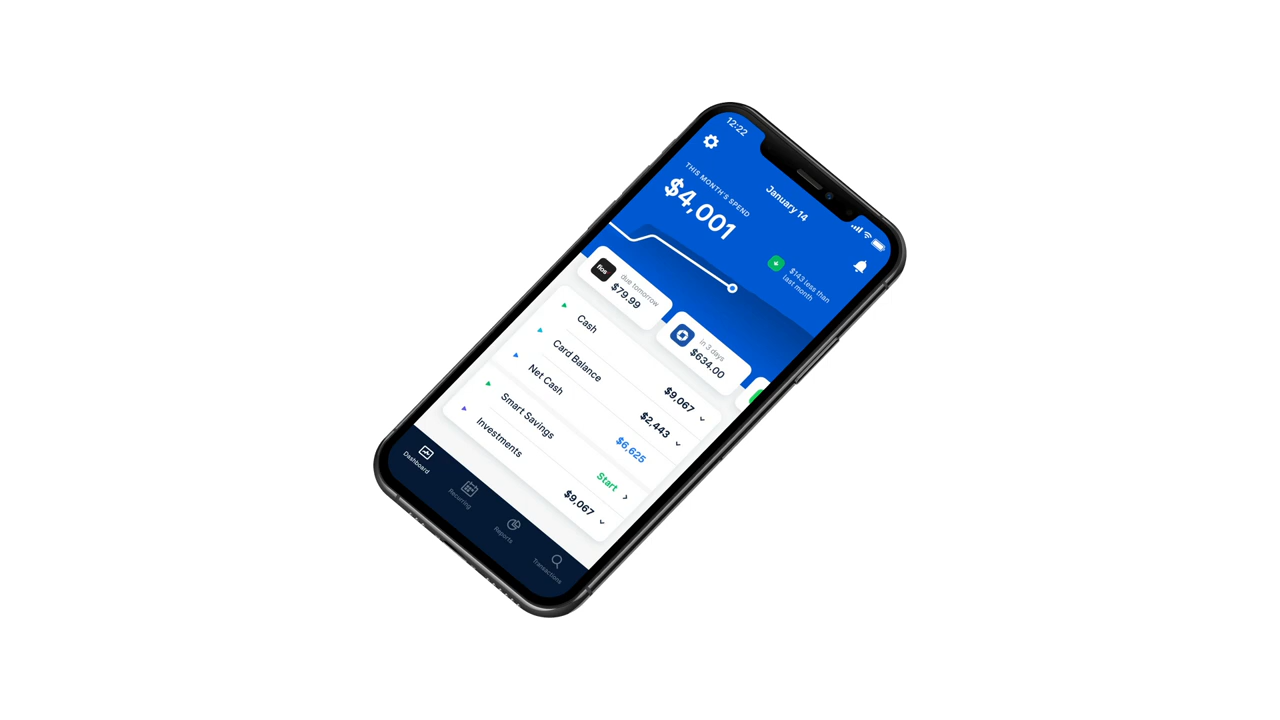 12:22
January 14
THIS MONTH'S SPEND
$4,001
$143 less than
last month
fios
due tomorrow
$79.99
in 3 days
$634.00
Cash
$9,067
Card Balance
$2,443
Net Cash
$6,625
Smart Savings
Start
Investments
$9,067
Dashboard
Recurring
Reports
Transactions